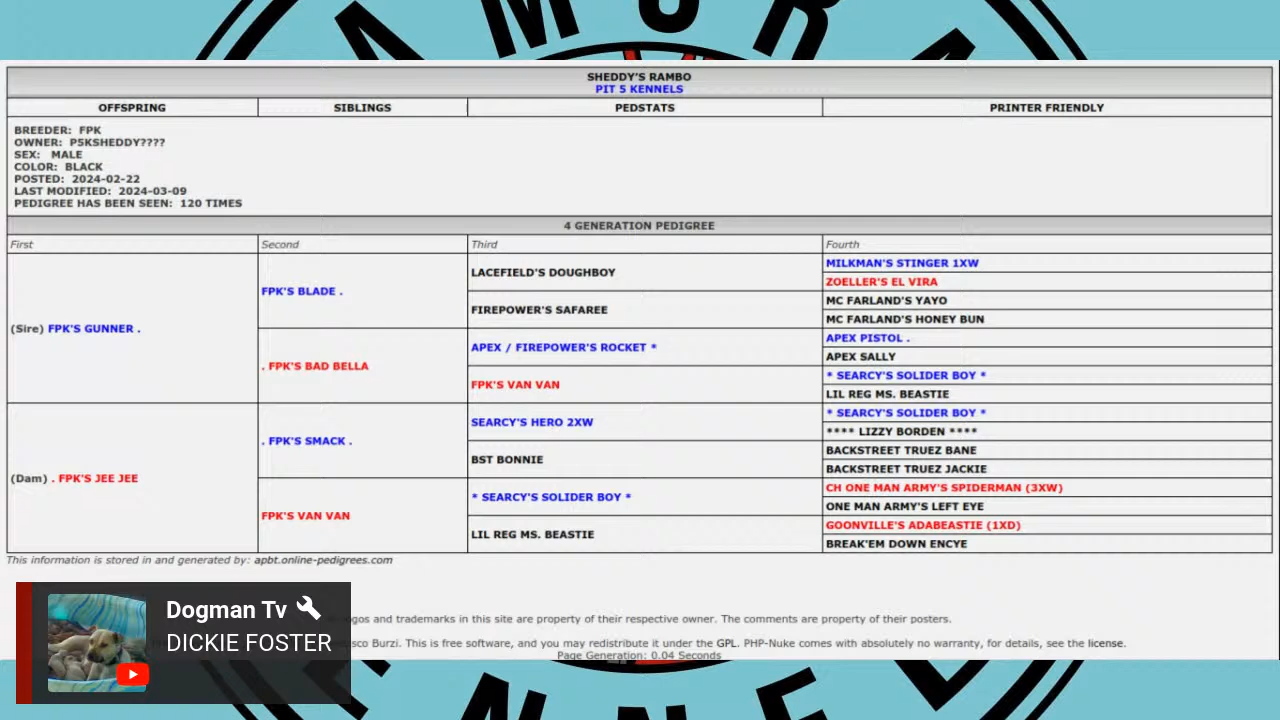 AMURA
SHEDDY'S RAMBO
PIT 5 KENNELS
OFFSPRING SIBLINGS PEDSTATS PRINTER FRIENDLY
BREEDER: FPK
OWNER: P5KSHEDDY????
SEX: MALE
COLOR: BLACK
POSTED: 2024-02-22
LAST MODIFIED: 2024-03-09
PEDIGREE HAS BEEN SEEN: 120 TIMES
4 GENERATION PEDIGREE
First Second Third Fourth
(Sire) FPK'S GUNNER .
FPK'S BLADE .
LACEFIELD'S DOUGHBOY
MILKMAN'S STINGER 1XW
ZOELLER'S EL VIRA
FIREPOWER'S SAFAREE
MC FARLAND'S YAYO
MC FARLAND'S HONEY BUN
. FPK'S BAD BELLA
APEX / FIREPOWER'S ROCKET *
APEX PISTOL .
APEX SALLY
FPK'S VAN VAN
* SEARCY'S SOLIDER BOY *
LIL REG MS. BEASTIE
(Dam) . FPK'S JEE JEE
. FPK'S SMACK .
SEARCY'S HERO 2XW
* SEARCY'S SOLIDER BOY *
**** LIZZY BORDEN ****
BST BONNIE
BACKSTREET TRUEZ BANE
BACKSTREET TRUEZ JACKIE
FPK'S VAN VAN
* SEARCY'S SOLIDER BOY *
CH ONE MAN ARMY'S SPIDERMAN (3XW)
ONE MAN ARMY'S LEFT EYE
LIL REG MS. BEASTIE
GOONVILLE'S ADABEASTIE (1XD)
BREAK'EM DOWN ENCYE
This information is stored in and generated by: apbt.online-pedigrees.com
and trademarks in this site are property of their respective owner. The comments are property of their posters.
Burzi. This is free software, and you may redistribute it under the GPL. PHP-Nuke comes with absolutely no warranty, for details, see the license.
Page Generation: 0.04 Seconds
Dogman Tv
DICKIE FOSTER